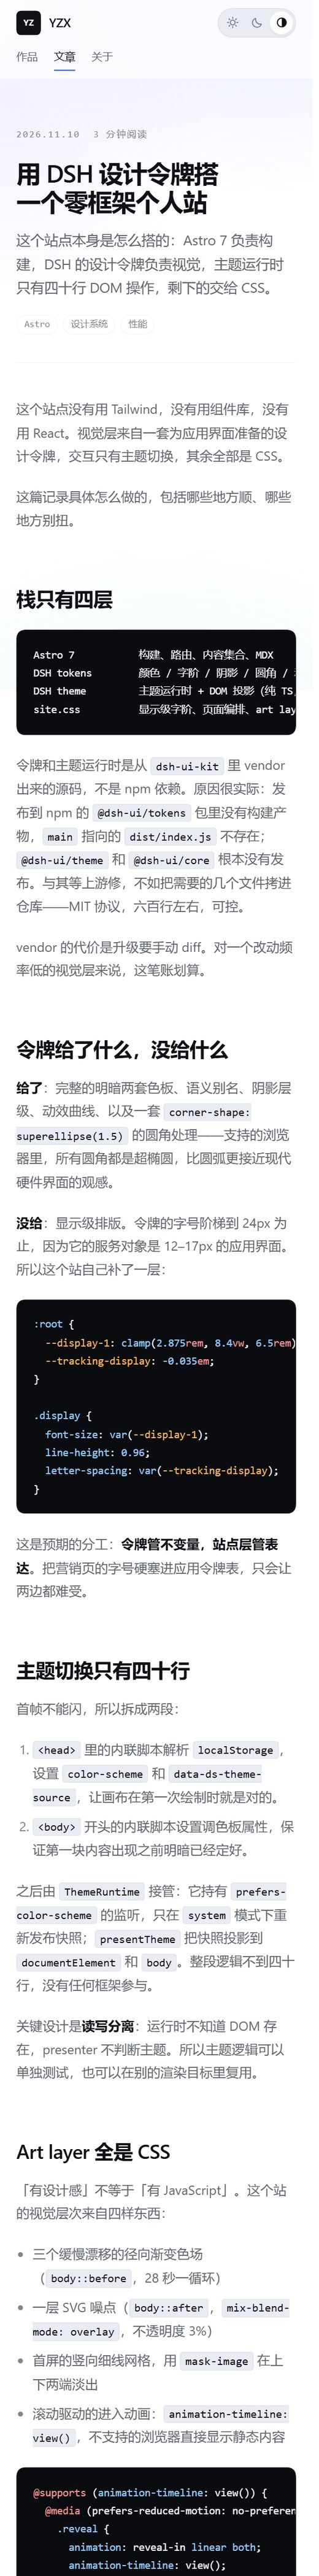 YZ YZX
作品 文章 关于
2026.11.10 3 分钟阅读
用 DSH 设计令牌搭
一个零框架个人站
这个站点本身是怎么搭的：Astro 7 负责构
建，DSH 的设计令牌负责视觉，主题运行时
只有四十行 DOM 操作，剩下的交给 CSS。
Astro 设计系统 性能
这个站点没有用 Tailwind，没有用组件库，没有
用 React。视觉层来自一套为应用界面准备的设
计令牌，交互只有主题切换，其余全部是 CSS。
这篇记录具体怎么做的，包括哪些地方顺、哪些
地方别扭。
栈只有四层
Astro 7 构建、路由、内容集合、MDX
DSH tokens 颜色 / 字阶 / 阴影 / 圆角 /
DSH theme 主题运行时 + DOM 投影（纯 TS
site.css 显示级字阶、页面编排、art lay
令牌和主题运行时是从 dsh-ui-kit 里 vendor
出来的源码，不是 npm 依赖。原因很实际：发
布到 npm 的 @dsh-ui/tokens 包里没有构建产
物，main 指向的 dist/index.js 不存在；
@dsh-ui/theme 和 @dsh-ui/core 根本没有发
布。与其等上游修，不如把需要的几个文件拷进
仓库——MIT 协议，六百行左右，可控。
vendor 的代价是升级要手动 diff。对一个改动频
率低的视觉层来说，这笔账划算。
令牌给了什么，没给什么
给了：完整的明暗两套色板、语义别名、阴影层
级、动效曲线、以及一套 corner-shape:
superellipse(1.5) 的圆角处理——支持的浏览
器里，所有圆角都是超椭圆，比圆弧更接近现代
硬件界面的观感。
没给：显示级排版。令牌的字号阶梯到 24px 为
止，因为它的服务对象是 12–17px 的应用界面。
所以这个站自己补了一层：
:root {
--display-1: clamp(2.875rem, 8.4vw, 6.5rem)
--tracking-display: -0.035em;
}
.display {
font-size: var(--display-1);
line-height: 0.96;
letter-spacing: var(--tracking-display);
}
这是预期的分工：令牌管不变量，站点层管表
达。把营销页的字号硬塞进应用令牌表，只会让
两边都难受。
主题切换只有四十行
首帧不能闪，所以拆成两段：
1. <head> 里的内联脚本解析 localStorage，
设置 color-scheme 和 data-ds-theme-
source，让画布在第一次绘制时就是对的。
2. <body> 开头的内联脚本设置调色板属性，保
证第一块内容出现之前明暗已经定好。
之后由 ThemeRuntime 接管：它持有 prefers-
color-scheme 的监听，只在 system 模式下重
新发布快照；presentTheme 把快照投影到
documentElement 和 body。整段逻辑不到四十
行，没有任何框架参与。
关键设计是读写分离：运行时不知道 DOM 存
在，presenter 不判断主题。所以主题逻辑可以
单独测试，也可以在别的渲染目标里复用。
Art layer 全是 CSS
「有设计感」不等于「有 JavaScript」。这个站
的视觉层次来自四样东西：
• 三个缓慢漂移的径向渐变色场
（body::before，28 秒一循环）
• 一层 SVG 噪点（body::after，mix-blend-
mode: overlay，不透明度 3%）
• 首屏的竖向细线网格，用 mask-image 在上
下两端淡出
• 滚动驱动的进入动画：animation-timeline:
view()，不支持的浏览器直接显示静态内容
@supports (animation-timeline: view()) {
@media (prefers-reduced-motion: no-preferen
.reveal {
animation: reveal-in linear both;
animation-timeline: view();